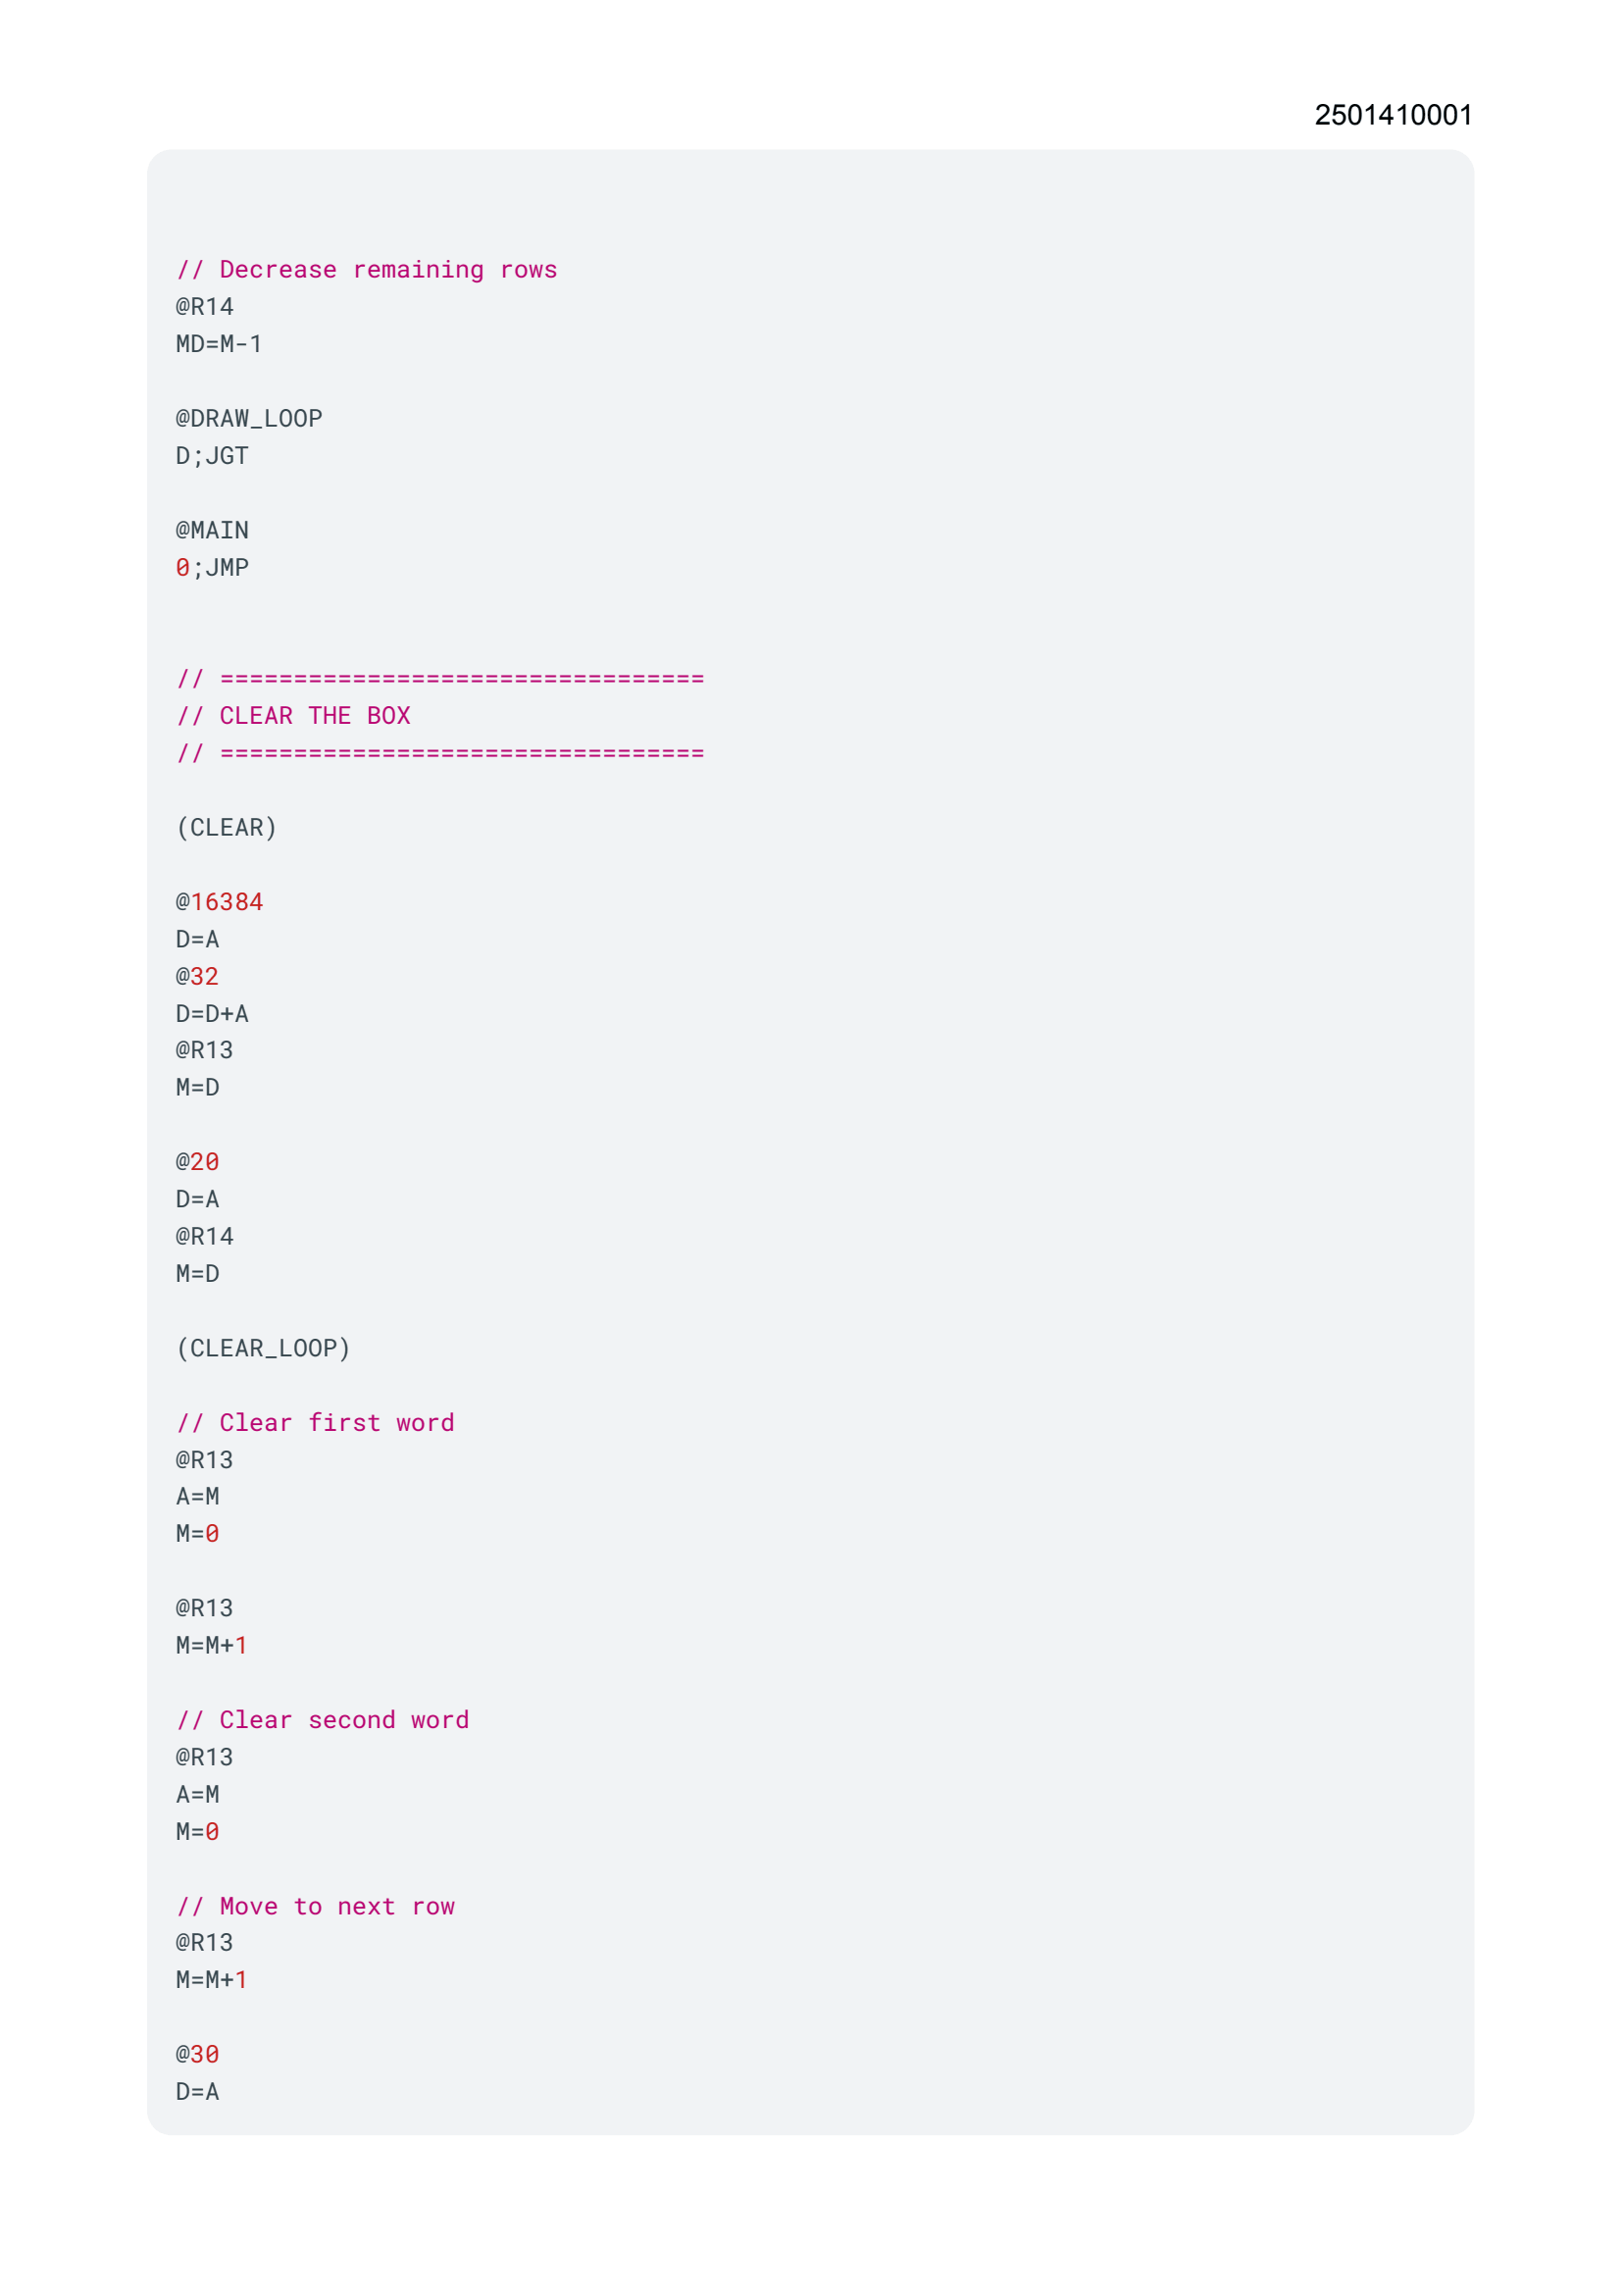 2501410001
// Decrease remaining rows
@R14
MD=M-1
@DRAW_LOOP
D;JGT
@MAIN
0;JMP
// =================================
// CLEAR THE BOX
// =================================
(CLEAR)
@16384
D=A
@32
D=D+A
@R13
M=D
@20
D=A
@R14
M=D
(CLEAR_LOOP)
// Clear first word
@R13
A=M
M=0
@R13
M=M+1
// Clear second word
@R13
A=M
M=0
// Move to next row
@R13
M=M+1
@30
D=A